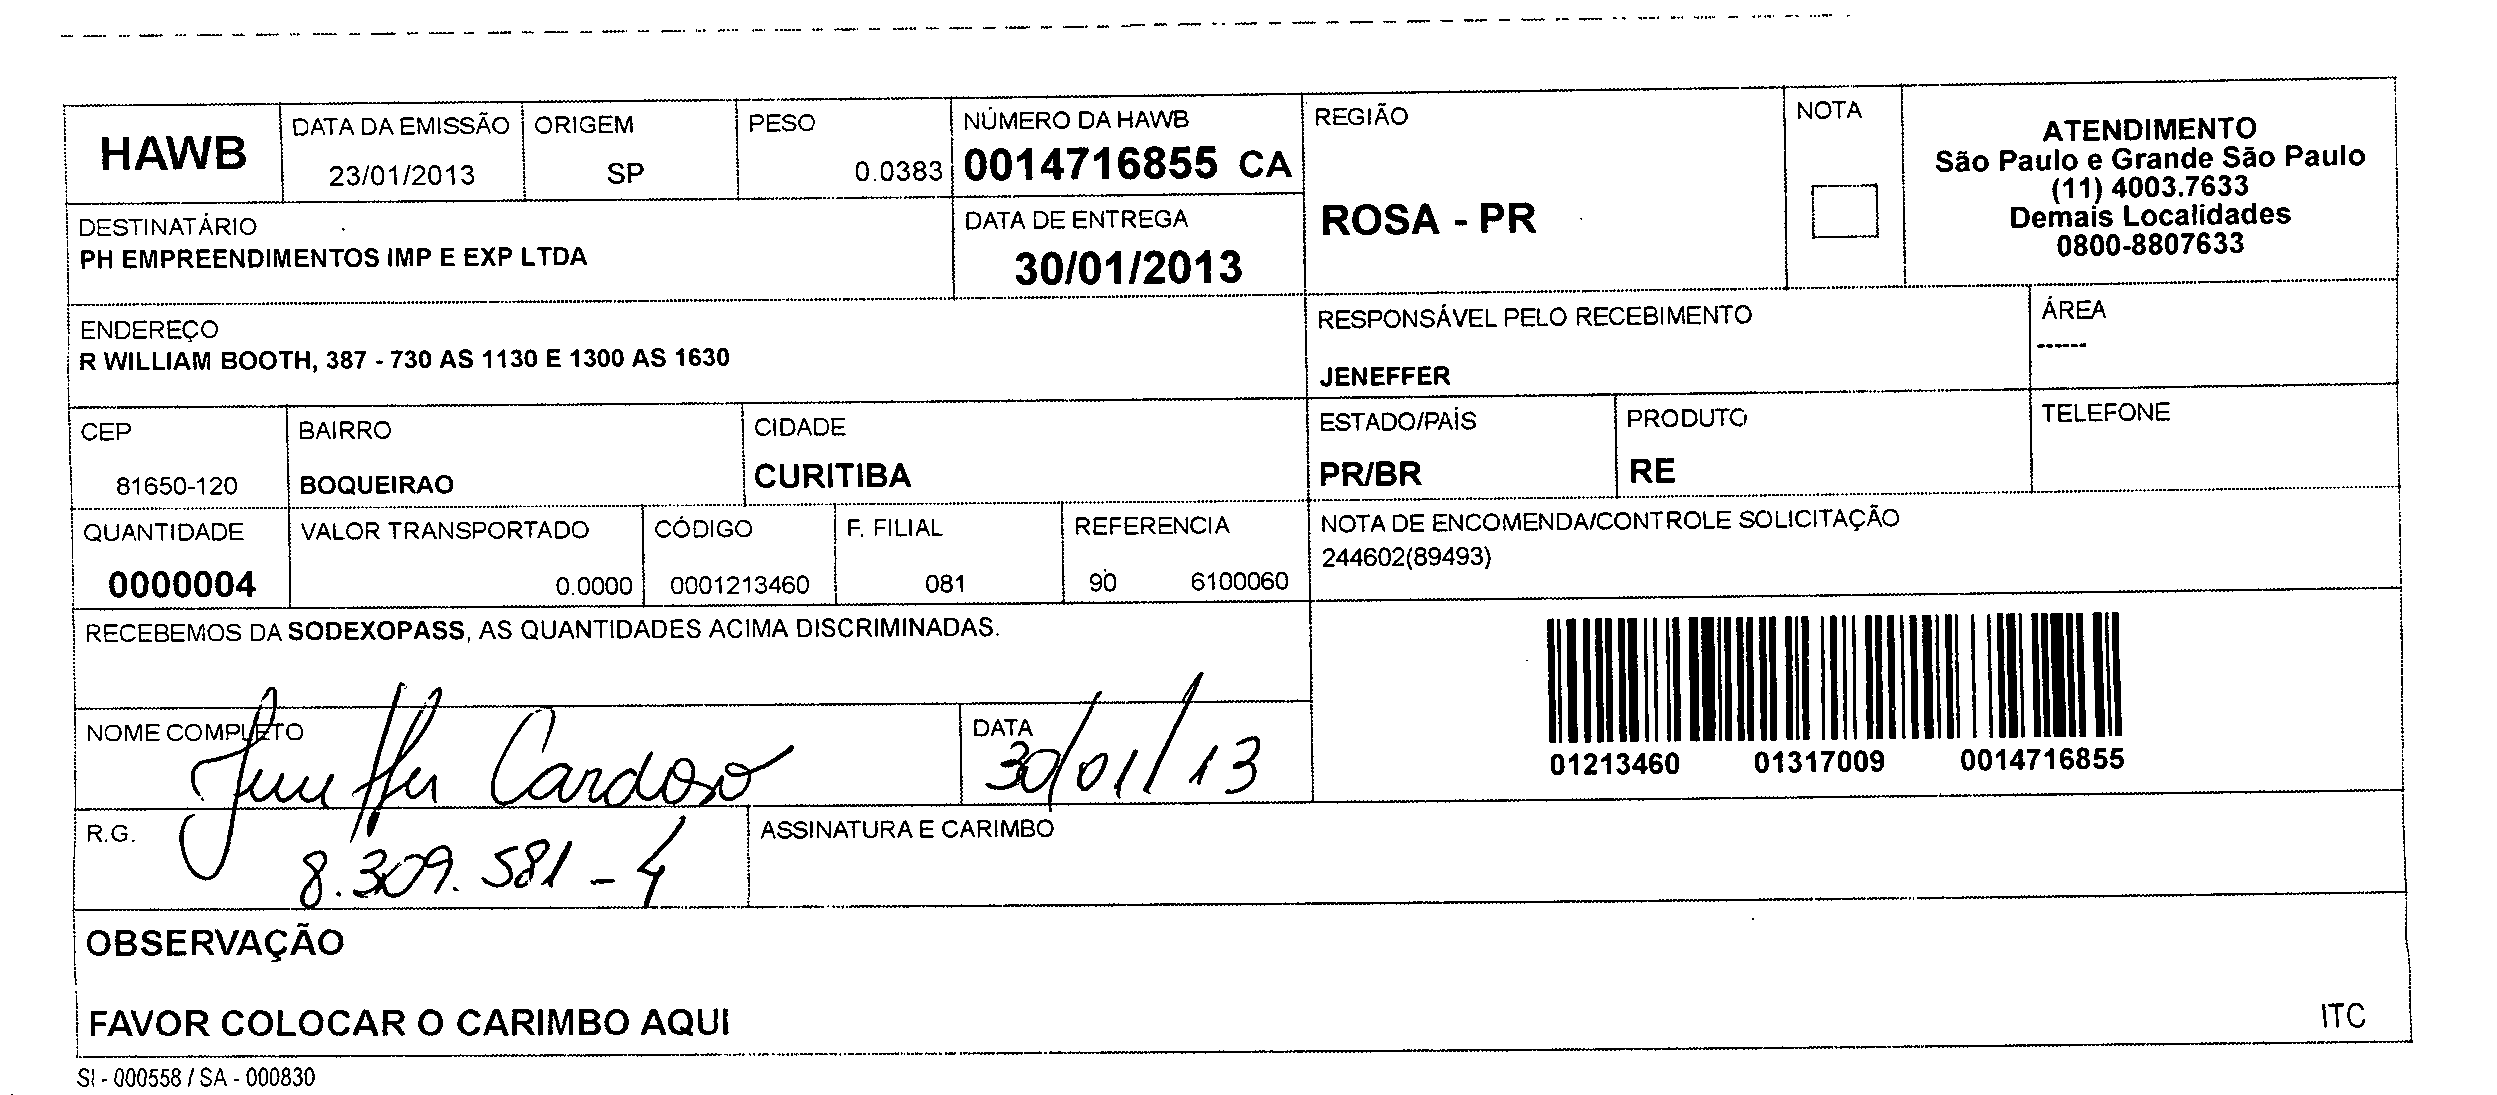 HAWB
DATA DA EMISSÃO
23/01/2013
ORIGEM
SP
PESO
0.0383
NÚMERO DA HAWB
0014716855 CA
REGIÃO
ROSA - PR
NOTA
ATENDIMENTO
São Paulo e Grande São Paulo
(11) 4003.7633
Demais Localidades
0800-8807633
DESTINATÁRIO
PH EMPREENDIMENTOS IMP E EXP LTDA
DATA DE ENTREGA
30/01/2013
ENDEREÇO
R WILLIAM BOOTH, 387 - 730 AS 1130 E 1300 AS 1630
RESPONSÁVEL PELO RECEBIMENTO
JENEFFER
ÁREA
------
CEP
81650-120
BAIRRO
BOQUEIRAO
CIDADE
CURITIBA
ESTADO/PAÍS
PR/BR
PRODUTO
RE
TELEFONE
QUANTIDADE
0000004
VALOR TRANSPORTADO
0.0000
CÓDIGO
0001213460
F. FILIAL
081
REFERENCIA
90 6100060
NOTA DE ENCOMENDA/CONTROLE SOLICITAÇÃO
244602(89493)
RECEBEMOS DA SODEXOPASS, AS QUANTIDADES ACIMA DISCRIMINADAS.
01213460 01317009 0014716855
NOME COMPLETO
Jeneffer Cardoso
DATA
30/01/13
R.G.
8.309.581-4
ASSINATURA E CARIMBO
OBSERVAÇÃO
FAVOR COLOCAR O CARIMBO AQUI
ITC
SI - 000558 / SA - 000830